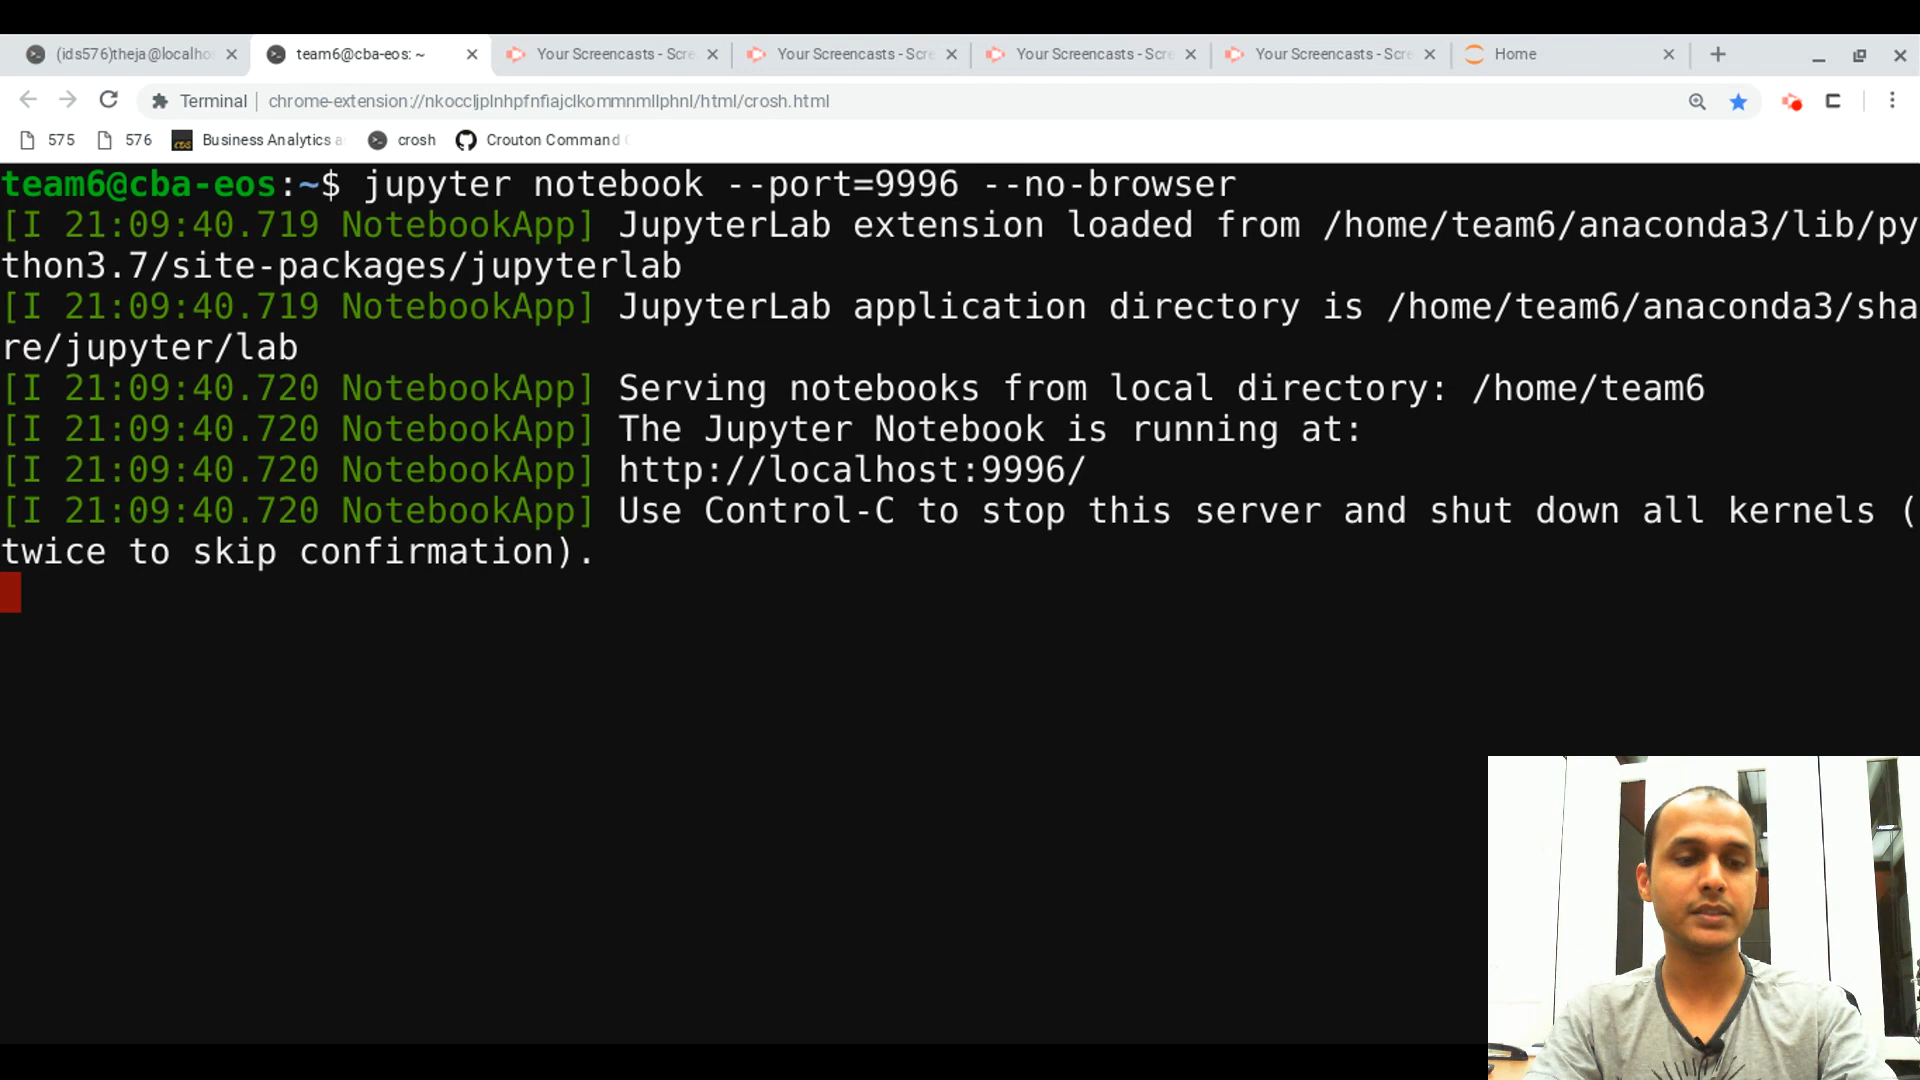 (ids576)theja@localhos
team6@cba-eos: ~
Your Screencasts - Scre
Your Screencasts - Scre
Your Screencasts - Scre
Your Screencasts - Scre
Home
Terminal
chrome-extension://nkoccljplnhpfnfiajclkommnmllphnl/html/crosh.html
575
576
Business Analytics a
crosh
Crouton Command
team6@cba-eos:~$ jupyter notebook --port=9996 --no-browser
[I 21:09:40.719 NotebookApp] JupyterLab extension loaded from /home/team6/anaconda3/lib/py
thon3.7/site-packages/jupyterlab
[I 21:09:40.719 NotebookApp] JupyterLab application directory is /home/team6/anaconda3/sha
re/jupyter/lab
[I 21:09:40.720 NotebookApp] Serving notebooks from local directory: /home/team6
[I 21:09:40.720 NotebookApp] The Jupyter Notebook is running at:
[I 21:09:40.720 NotebookApp] http://localhost:9996/
[I 21:09:40.720 NotebookApp] Use Control-C to stop this server and shut down all kernels (
twice to skip confirmation).